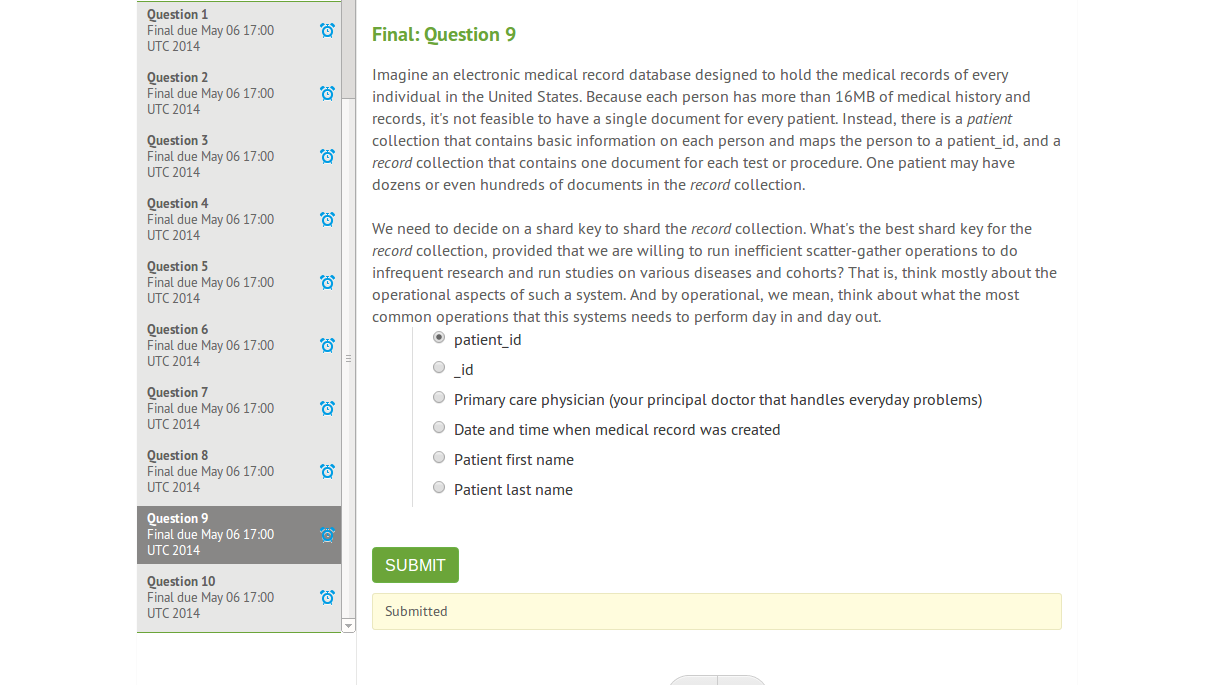 Question 1
Final due May 06 17:00
UTC 2014
Question 2
Final due May 06 17:00
UTC 2014
Question 3
Final due May 06 17:00
UTC 2014
Question 4
Final due May 06 17:00
UTC 2014
Question 5
Final due May 06 17:00
UTC 2014
Question 6
Final due May 06 17:00
UTC 2014
Question 7
Final due May 06 17:00
UTC 2014
Question 8
Final due May 06 17:00
UTC 2014
Question 9
Final due May 06 17:00
UTC 2014
Question 10
Final due May 06 17:00
UTC 2014
Final: Question 9
Imagine an electronic medical record database designed to hold the medical records of every
individual in the United States. Because each person has more than 16MB of medical history and
records, it's not feasible to have a single document for every patient. Instead, there is a patient
collection that contains basic information on each person and maps the person to a patient_id, and a
record collection that contains one document for each test or procedure. One patient may have
dozens or even hundreds of documents in the record collection.
We need to decide on a shard key to shard the record collection. What's the best shard key for the
record collection, provided that we are willing to run inefficient scatter-gather operations to do
infrequent research and run studies on various diseases and cohorts? That is, think mostly about the
operational aspects of such a system. And by operational, we mean, think about what the most
common operations that this systems needs to perform day in and day out.
patient_id
_id
Primary care physician (your principal doctor that handles everyday problems)
Date and time when medical record was created
Patient first name
Patient last name
SUBMIT
Submitted